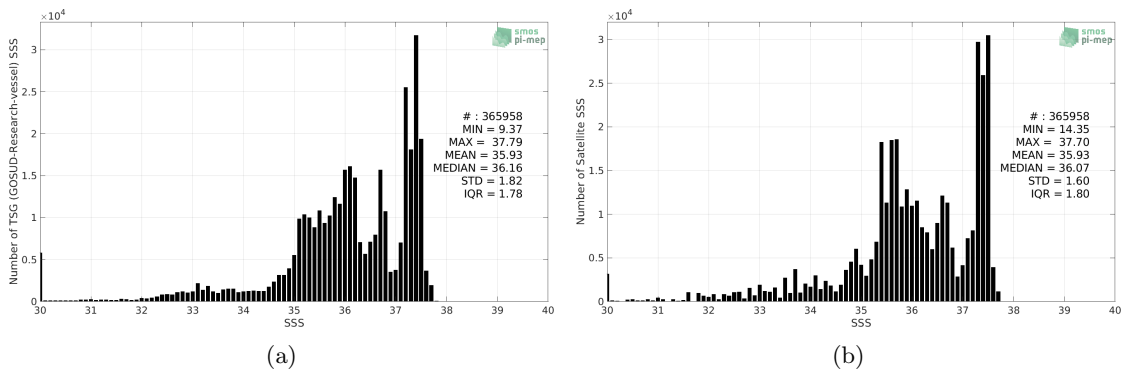 ×10⁴
3
2.5
2
1.5
1
0.5
0
Number of TSG (GOSUD-Research-vessel) SSS
smos
pi-mep
# : 365958
MIN = 9.37
MAX = 37.79
MEAN = 35.93
MEDIAN = 36.16
STD = 1.82
IQR = 1.78
30 31 32 33 34 35 36 37 38 39 40
SSS
(a)
×10⁴
3
2.5
2
1.5
1
0.5
0
Number of Satellite SSS
smos
pi-mep
# : 365958
MIN = 14.35
MAX = 37.70
MEAN = 35.93
MEDIAN = 36.07
STD = 1.60
IQR = 1.80
30 31 32 33 34 35 36 37 38 39 40
SSS
(b)